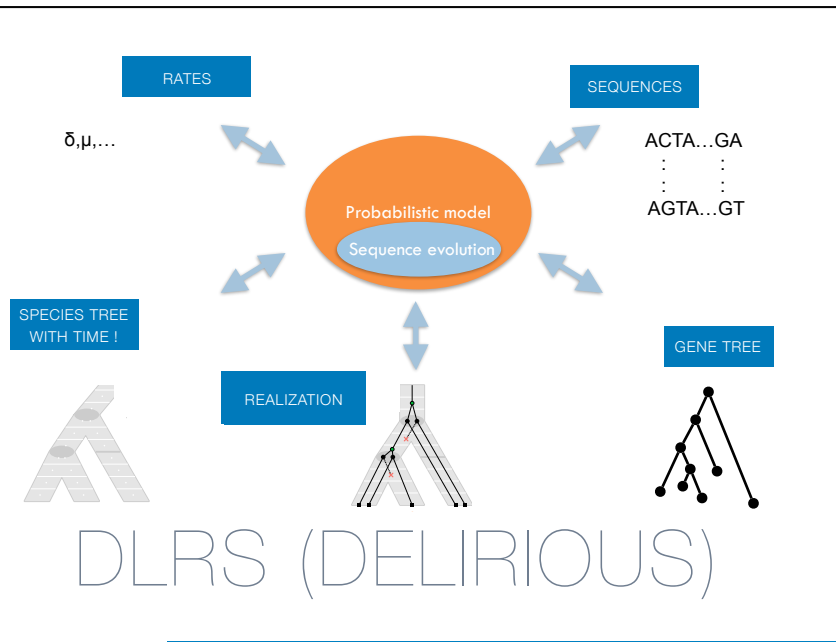 RATES
SEQUENCES
δ,μ,…
ACTA…GA
: :
: :
AGTA…GT
Probabilistic model
Sequence evolution
SPECIES TREE
WITH TIME !
GENE TREE
REALIZATION
DLRS (DELIRIOUS)